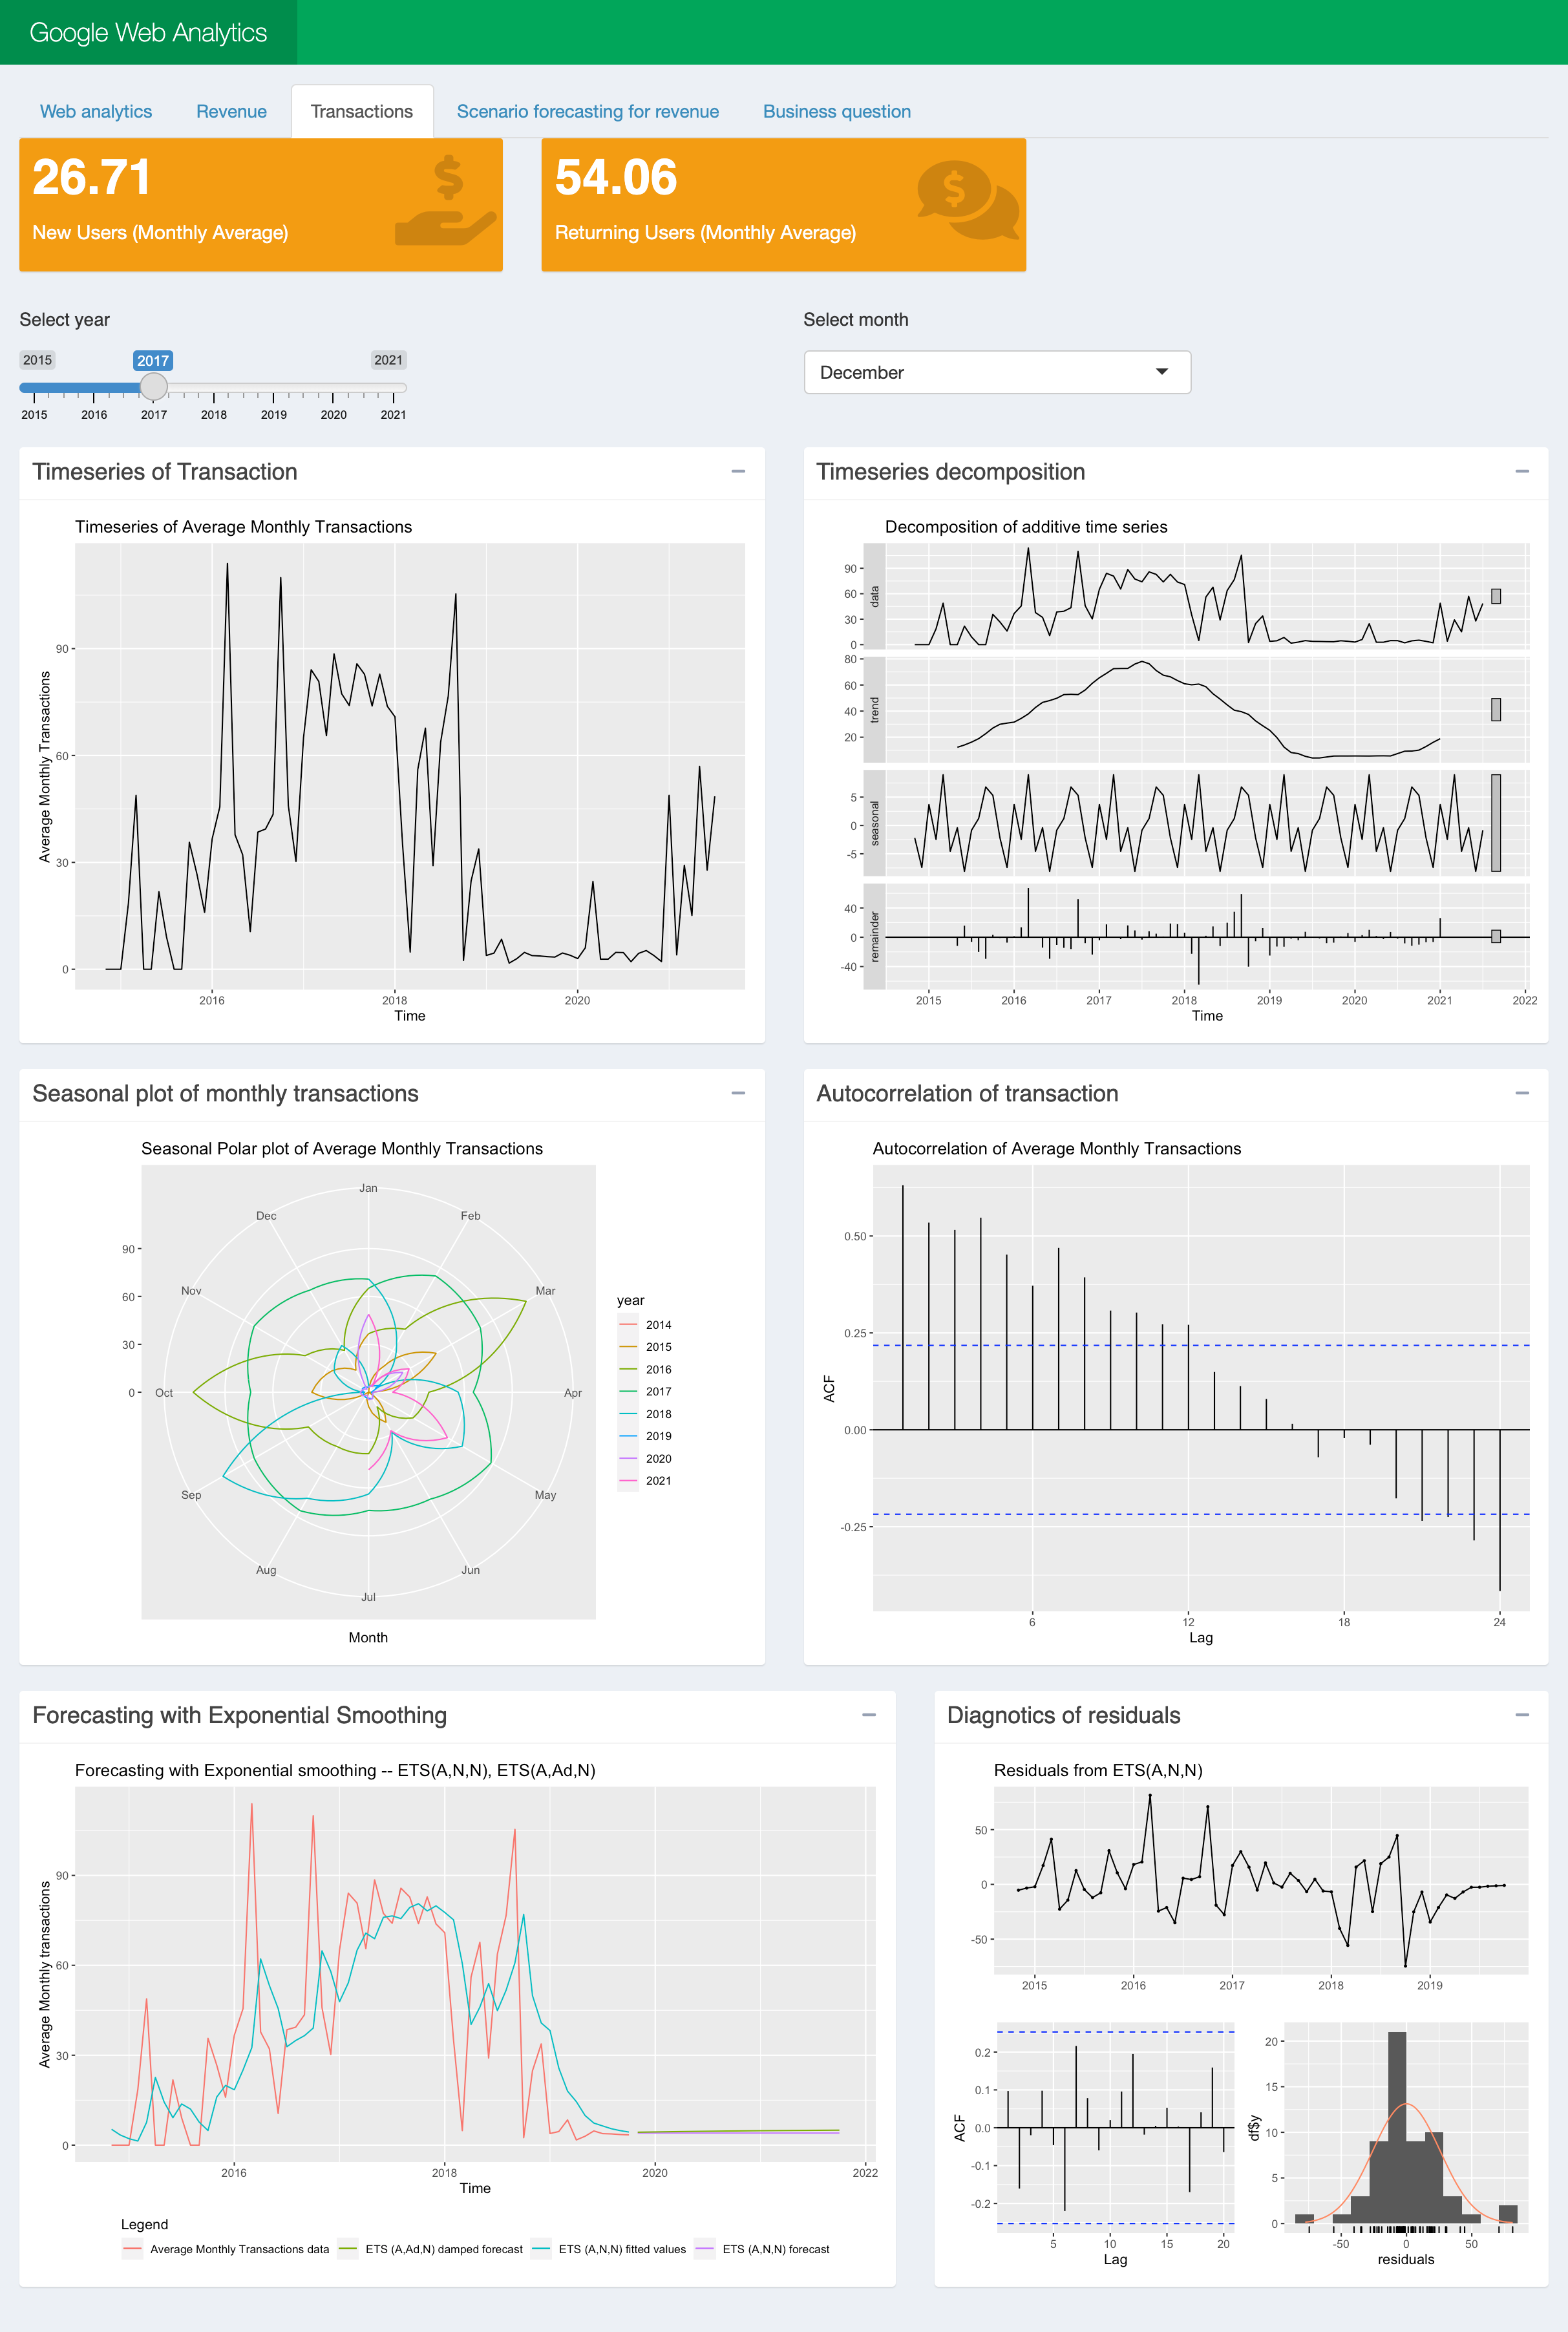 Google Web Analytics
Web analytics Revenue Transactions Scenario forecasting for revenue Business question
26.71
New Users (Monthly Average)
54.06
Returning Users (Monthly Average)
Select year
2015 2017 2021
2015 2016 2017 2018 2019 2020 2021
Select month
December
Timeseries of Transaction
Timeseries of Average Monthly Transactions
Average Monthly Transactions
90
60
30
0
2016 2018 2020
Time
Timeseries decomposition
Decomposition of additive time series
data
90
60
30
0
trend
80
60
40
20
seasonal
5
0
-5
remainder
40
0
-40
2015 2016 2017 2018 2019 2020 2021 2022
Time
Seasonal plot of monthly transactions
Seasonal Polar plot of Average Monthly Transactions
90
60
30
0
Jan
Feb
Mar
Apr
May
Jun
Jul
Aug
Sep
Oct
Nov
Dec
Month
year
2014
2015
2016
2017
2018
2019
2020
2021
Autocorrelation of transaction
Autocorrelation of Average Monthly Transactions
ACF
0.50
0.25
0.00
-0.25
6 12 18 24
Lag
Forecasting with Exponential Smoothing
Forecasting with Exponential smoothing -- ETS(A,N,N), ETS(A,Ad,N)
Average Monthly transactions
90
60
30
0
2016 2018 2020 2022
Time
Legend
Average Monthly Transactions data ETS (A,Ad,N) damped forecast ETS (A,N,N) fitted values ETS (A,N,N) forecast
Diagnotics of residuals
Residuals from ETS(A,N,N)
50
0
-50
2015 2016 2017 2018 2019
ACF
0.2
0.1
0.0
-0.1
-0.2
5 10 15 20
Lag
df$y
20
15
10
5
0
-50 0 50
residuals